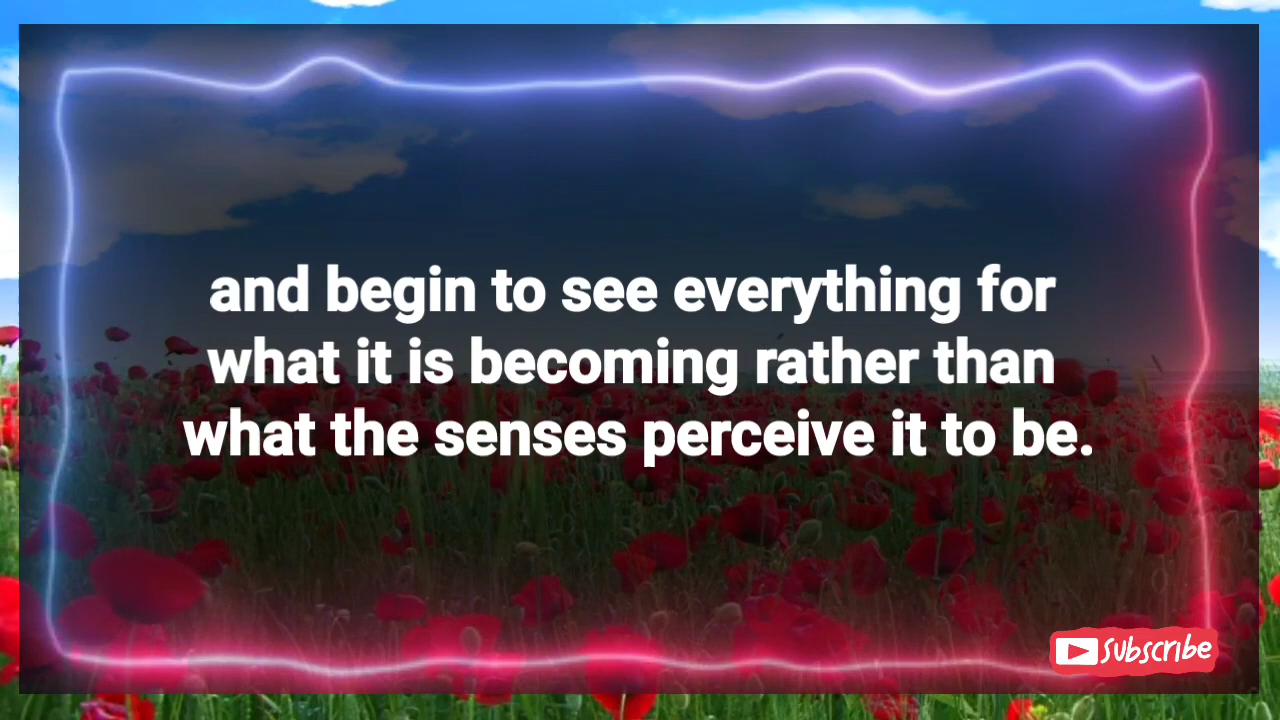 and begin to see everything for
what it is becoming rather than
what the senses perceive it to be.
Subscribe